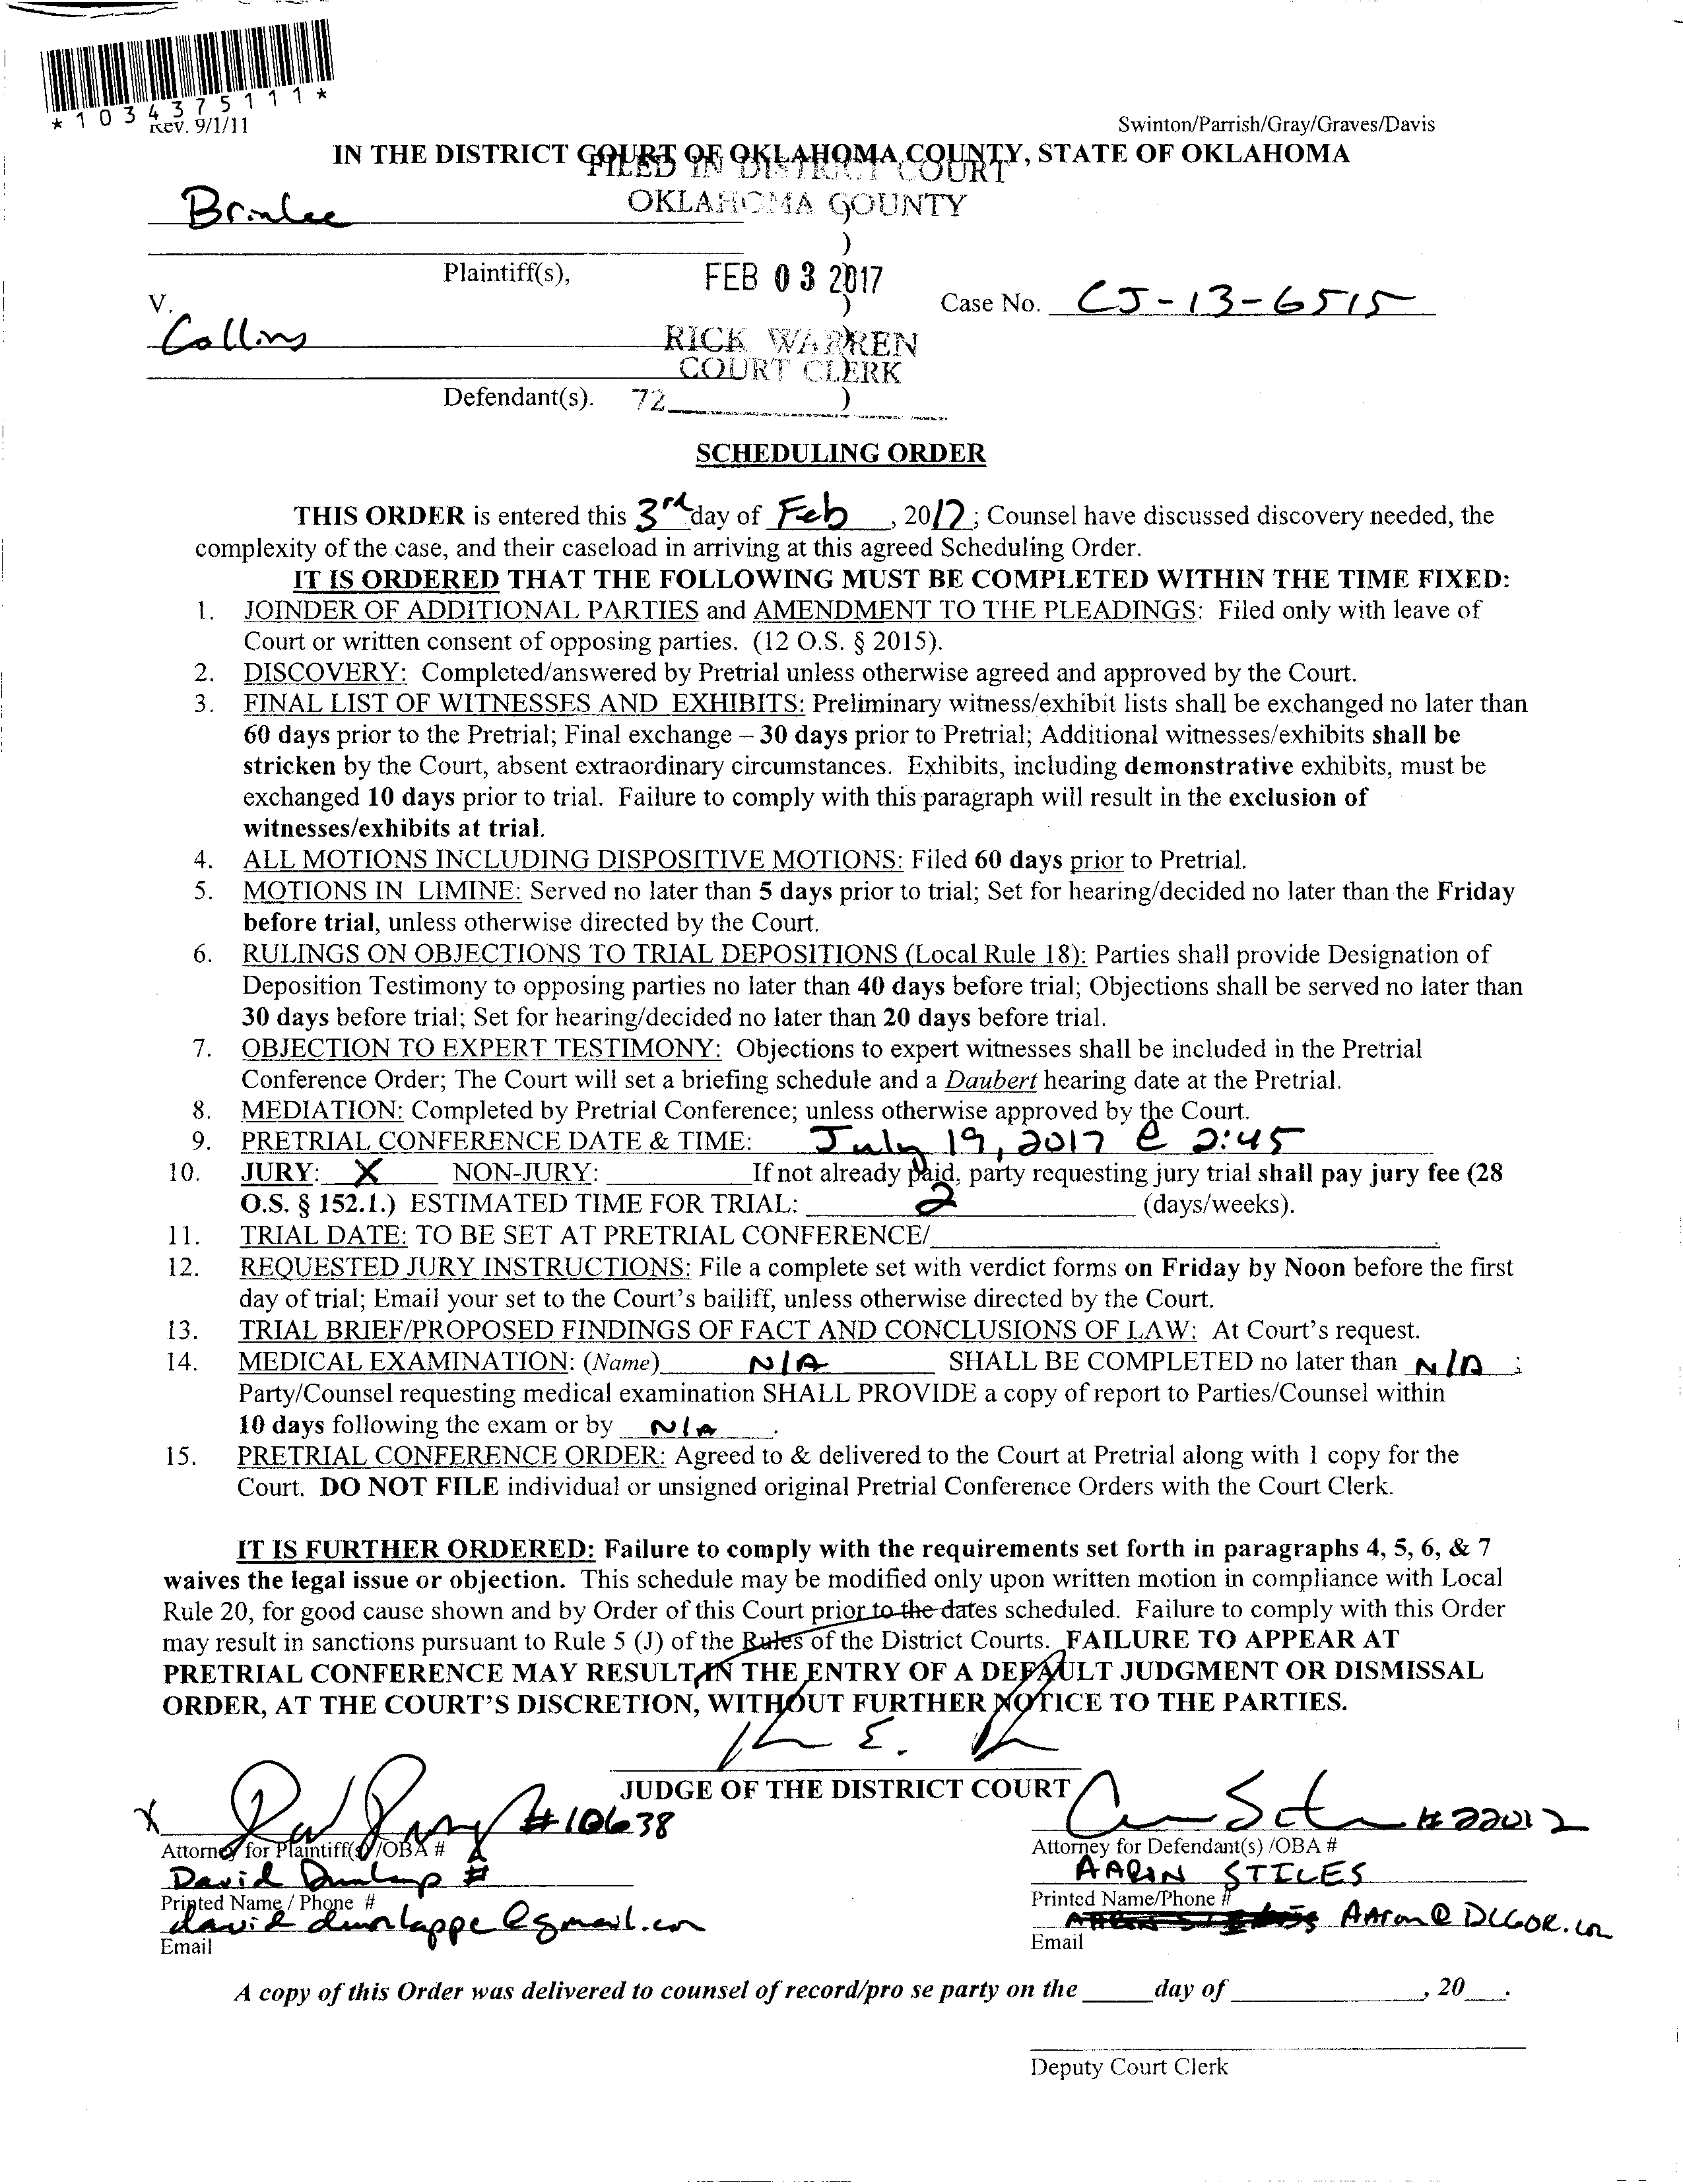 *1034375111*
Rev. 9/1/11
Swinton/Parrish/Gray/Graves/Davis
IN THE DISTRICT COURT OF OKLAHOMA COUNTY, STATE OF OKLAHOMA
FILED IN DISTRICT COURT
OKLAHOMA COUNTY
Brinlee
)
Plaintiff(s),
FEB 03 2017
)
V.
Case No. CJ-13-6515
Collins
RICK WARREN
COURT CLERK
Defendant(s).
72
)
SCHEDULING ORDER
THIS ORDER is entered this 3rd day of Feb, 2017; Counsel have discussed discovery needed, the
complexity of the case, and their caseload in arriving at this agreed Scheduling Order.
IT IS ORDERED THAT THE FOLLOWING MUST BE COMPLETED WITHIN THE TIME FIXED:
1. JOINDER OF ADDITIONAL PARTIES and AMENDMENT TO THE PLEADINGS: Filed only with leave of
Court or written consent of opposing parties. (12 O.S. § 2015).
2. DISCOVERY: Completed/answered by Pretrial unless otherwise agreed and approved by the Court.
3. FINAL LIST OF WITNESSES AND EXHIBITS: Preliminary witness/exhibit lists shall be exchanged no later than
60 days prior to the Pretrial; Final exchange – 30 days prior to Pretrial; Additional witnesses/exhibits shall be
stricken by the Court, absent extraordinary circumstances. Exhibits, including demonstrative exhibits, must be
exchanged 10 days prior to trial. Failure to comply with this paragraph will result in the exclusion of
witnesses/exhibits at trial.
4. ALL MOTIONS INCLUDING DISPOSITIVE MOTIONS: Filed 60 days prior to Pretrial.
5. MOTIONS IN LIMINE: Served no later than 5 days prior to trial; Set for hearing/decided no later than the Friday
before trial, unless otherwise directed by the Court.
6. RULINGS ON OBJECTIONS TO TRIAL DEPOSITIONS (Local Rule 18): Parties shall provide Designation of
Deposition Testimony to opposing parties no later than 40 days before trial; Objections shall be served no later than
30 days before trial; Set for hearing/decided no later than 20 days before trial.
7. OBJECTION TO EXPERT TESTIMONY: Objections to expert witnesses shall be included in the Pretrial
Conference Order; The Court will set a briefing schedule and a Daubert hearing date at the Pretrial.
8. MEDIATION: Completed by Pretrial Conference; unless otherwise approved by the Court.
9. PRETRIAL CONFERENCE DATE & TIME: July 19, 2017 @ 2:45
10. JURY: X NON-JURY: If not already paid, party requesting jury trial shall pay jury fee (28
O.S. § 152.1.) ESTIMATED TIME FOR TRIAL: 2 (days/weeks).
11. TRIAL DATE: TO BE SET AT PRETRIAL CONFERENCE/ .
12. REQUESTED JURY INSTRUCTIONS: File a complete set with verdict forms on Friday by Noon before the first
day of trial; Email your set to the Court's bailiff, unless otherwise directed by the Court.
13. TRIAL BRIEF/PROPOSED FINDINGS OF FACT AND CONCLUSIONS OF LAW: At Court's request.
14. MEDICAL EXAMINATION: (Name) N/A SHALL BE COMPLETED no later than N/A ;
Party/Counsel requesting medical examination SHALL PROVIDE a copy of report to Parties/Counsel within
10 days following the exam or by N/A .
15. PRETRIAL CONFERENCE ORDER: Agreed to & delivered to the Court at Pretrial along with 1 copy for the
Court. DO NOT FILE individual or unsigned original Pretrial Conference Orders with the Court Clerk.
IT IS FURTHER ORDERED: Failure to comply with the requirements set forth in paragraphs 4, 5, 6, & 7
waives the legal issue or objection. This schedule may be modified only upon written motion in compliance with Local
Rule 20, for good cause shown and by Order of this Court prior to the dates scheduled. Failure to comply with this Order
may result in sanctions pursuant to Rule 5 (J) of the Rules of the District Courts. FAILURE TO APPEAR AT
PRETRIAL CONFERENCE MAY RESULT IN THE ENTRY OF A DEFAULT JUDGMENT OR DISMISSAL
ORDER, AT THE COURT'S DISCRETION, WITHOUT FURTHER NOTICE TO THE PARTIES.
JUDGE OF THE DISTRICT COURT
X #10638
#22012
Attorney for Plaintiff(s)/OBA #
Attorney for Defendant(s) /OBA #
David Dunlap #
AARON STILES
Printed Name / Phone #
Printed Name/Phone #
david dunlappc@gmail.com
Aaron@DLGOK.com
Email
Email
A copy of this Order was delivered to counsel of record/pro se party on the day of , 20 .
Deputy Court Clerk